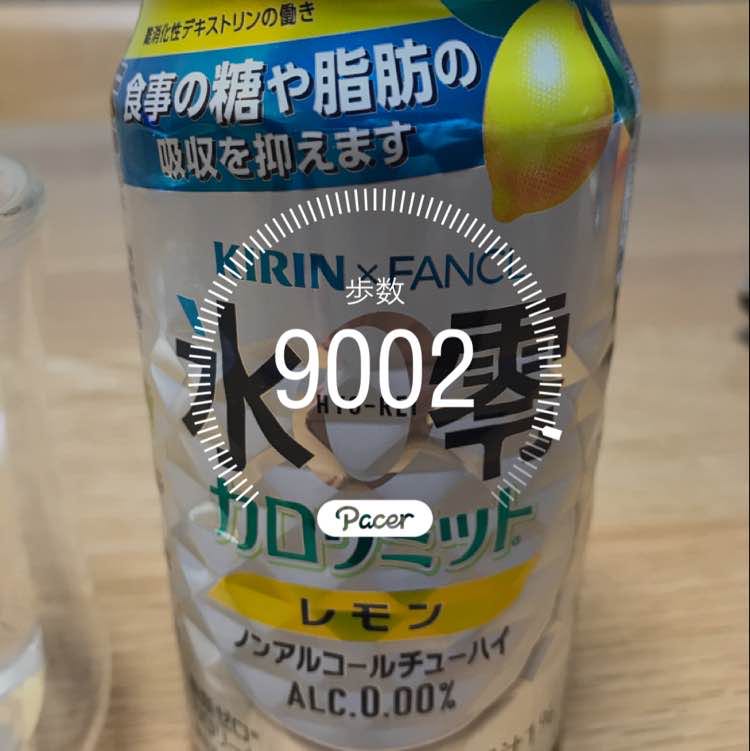 難消化性デキストリンの働き
食事の糖や脂肪の
吸収を抑えます
KIRIN×FANCL
歩数
9002
氷零
HYO-REI
Pacer
カロリミット
レモン
ノンアルコールチューハイ
ALC.0.00%